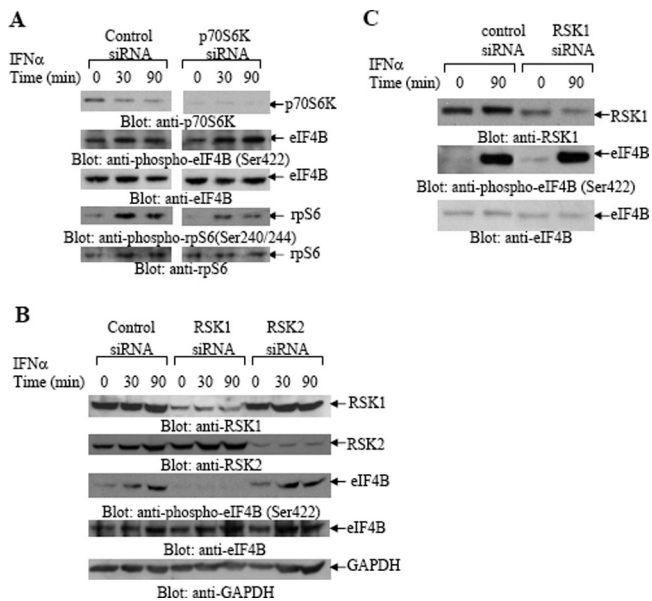 A
Control siRNA
p70S6K siRNA
IFNα
Time (min) 0 30 90 0 30 90
p70S6K
Blot: anti-p70S6K
eIF4B
Blot: anti-phospho-eIF4B (Ser422)
eIF4B
Blot: anti-eIF4B
rpS6
Blot: anti-phospho-rpS6(Ser240/244)
rpS6
Blot: anti-rpS6
C
control siRNA
RSK1 siRNA
IFNα
Time (min) 0 90 0 90
RSK1
Blot: anti-RSK1
eIF4B
Blot: anti-phospho-eIF4B (Ser422)
eIF4B
Blot: anti-eIF4B
B
Control siRNA
RSK1 siRNA
RSK2 siRNA
IFNα
Time (min) 0 30 90 0 30 90 0 30 90
RSK1
Blot: anti-RSK1
RSK2
Blot: anti-RSK2
eIF4B
Blot: anti-phospho-eIF4B (Ser422)
eIF4B
Blot: anti-eIF4B
GAPDH
Blot: anti-GAPDH